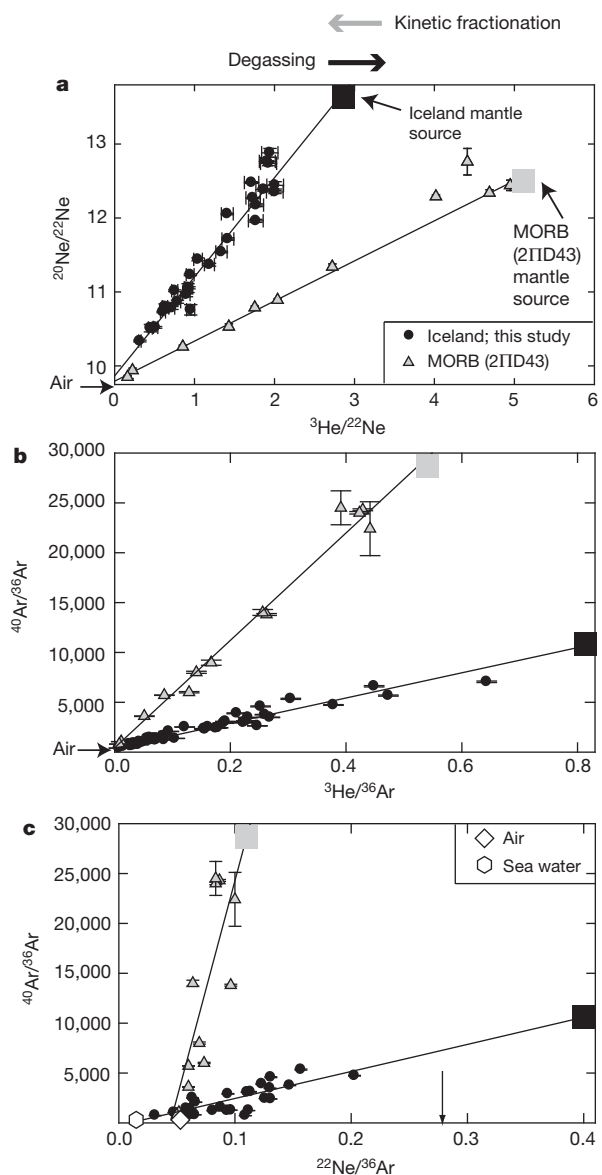 Kinetic fractionation
Degassing
a
Iceland mantle
source
MORB
(2ΠD43)
mantle
source
Iceland; this study
MORB (2ΠD43)
²⁰Ne/²²Ne
13
12
11
10
Air
0 1 2 3 4 5 6
³He/²²Ne
b
30,000
25,000
20,000
15,000
10,000
5,000
⁴⁰Ar/³⁶Ar
Air
0.0 0.2 0.4 0.6 0.8
³He/³⁶Ar
c
30,000
25,000
20,000
15,000
10,000
5,000
⁴⁰Ar/³⁶Ar
Air
Sea water
0.0 0.1 0.2 0.3 0.4
²²Ne/³⁶Ar